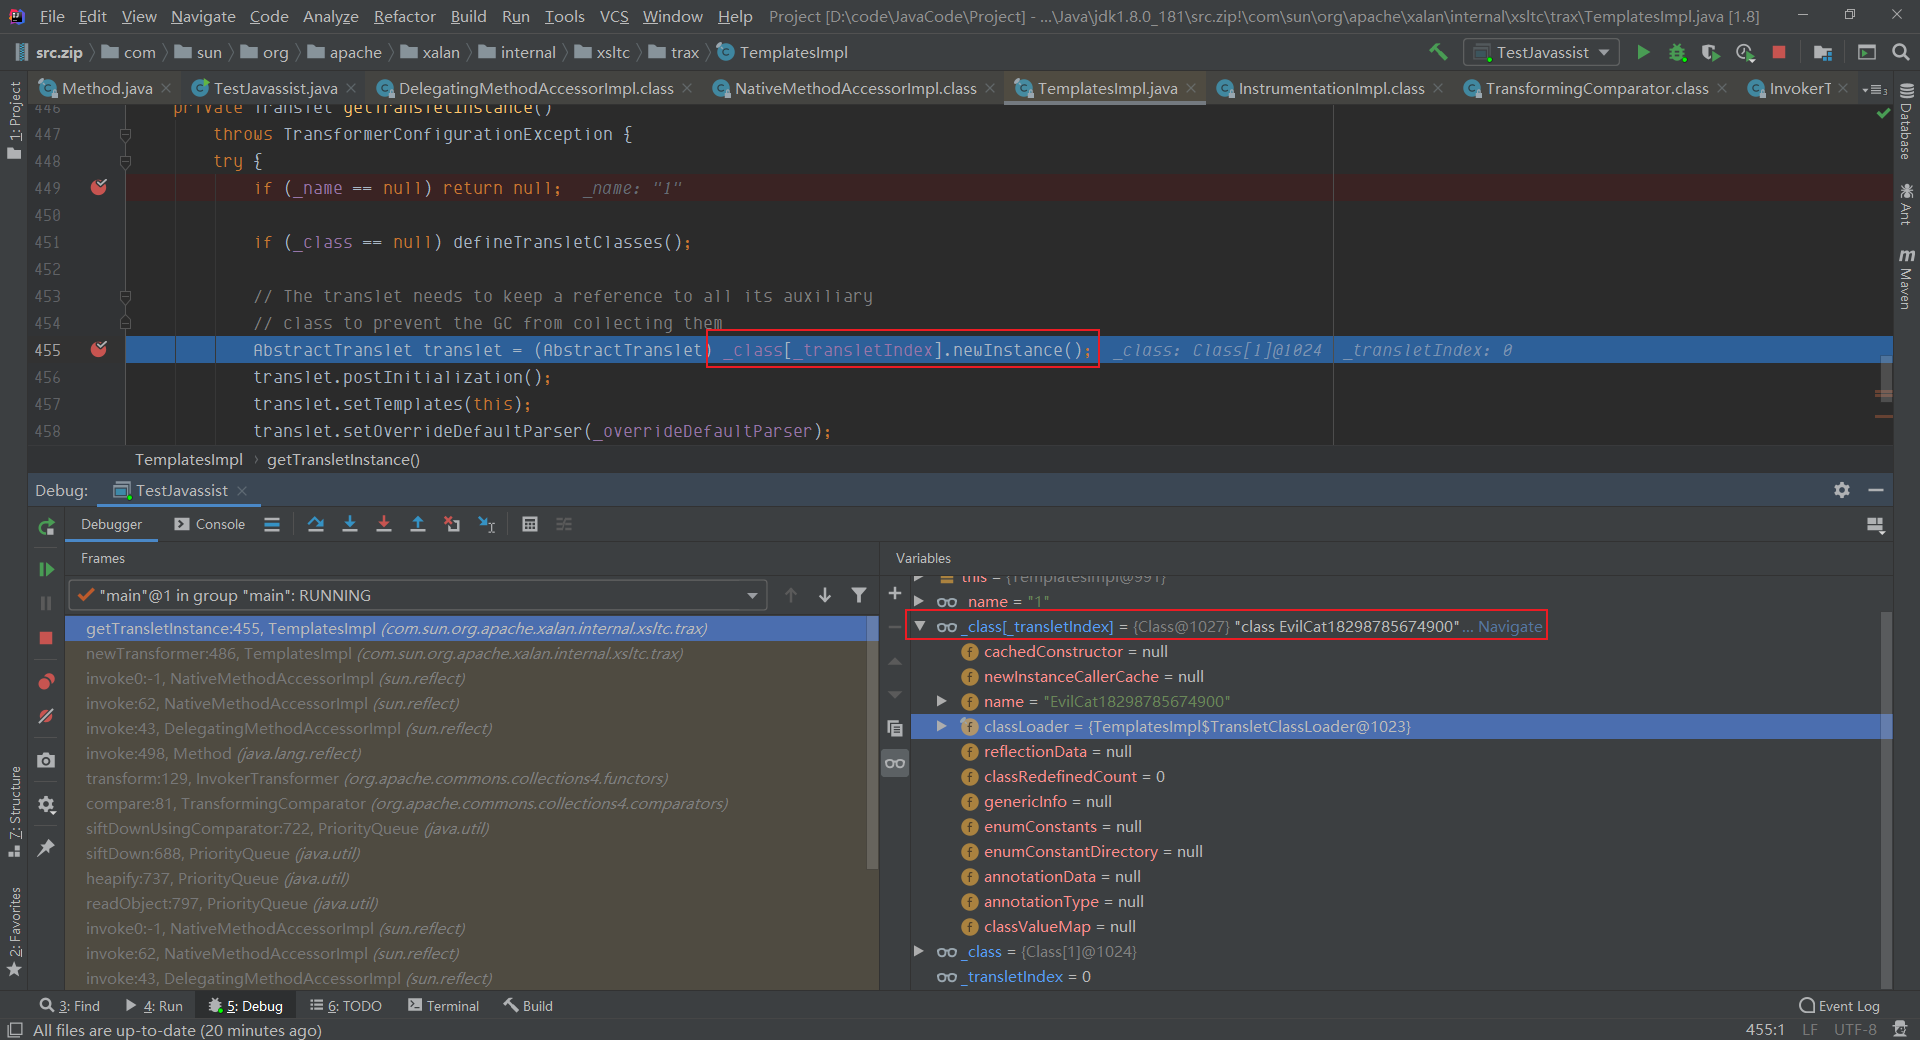 File Edit View Navigate Code Analyze Refactor Build Run Tools VCS Window Help Project [D:\code\JavaCode\Project] - ...\Java\jdk1.8.0_181\src.zip!\com\sun\org\apache\xalan\internal\xsltc\trax\TemplatesImpl.java [1.8]
src.zip com sun org apache xalan internal xsltc trax TemplatesImpl TestJavassist
Method.java TestJavassist.java DelegatingMethodAccessorImpl.class NativeMethodAccessorImpl.class TemplatesImpl.java InstrumentationImpl.class TransformingComparator.class InvokerT
1: Project
446 private Translet getTransletInstance()
447 throws TransformerConfigurationException {
448 try {
449 if (_name == null) return null; _name: "1"
450
451 if (_class == null) defineTransletClasses();
452
453 // The translet needs to keep a reference to all its auxiliary
454 // class to prevent the GC from collecting them
455 AbstractTranslet translet = (AbstractTranslet) _class[_transletIndex].newInstance(); _class: Class[1]@1024 _transletIndex: 0
456 translet.postInitialization();
457 translet.setTemplates(this);
458 translet.setOverrideDefaultParser(_overrideDefaultParser);
Database
Ant
Maven
TemplatesImpl › getTransletInstance()
Debug: TestJavassist
Debugger Console
Frames
"main"@1 in group "main": RUNNING
getTransletInstance:455, TemplatesImpl (com.sun.org.apache.xalan.internal.xsltc.trax)
newTransformer:486, TemplatesImpl (com.sun.org.apache.xalan.internal.xsltc.trax)
invoke0:-1, NativeMethodAccessorImpl (sun.reflect)
invoke:62, NativeMethodAccessorImpl (sun.reflect)
invoke:43, DelegatingMethodAccessorImpl (sun.reflect)
invoke:498, Method (java.lang.reflect)
transform:129, InvokerTransformer (org.apache.commons.collections4.functors)
compare:81, TransformingComparator (org.apache.commons.collections4.comparators)
siftDownUsingComparator:722, PriorityQueue (java.util)
siftDown:688, PriorityQueue (java.util)
heapify:737, PriorityQueue (java.util)
readObject:797, PriorityQueue (java.util)
invoke0:-1, NativeMethodAccessorImpl (sun.reflect)
invoke:62, NativeMethodAccessorImpl (sun.reflect)
invoke:43, DelegatingMethodAccessorImpl (sun.reflect)
Variables
this = {TemplatesImpl@991}
_name = "1"
_class[_transletIndex] = {Class@1027} "class EvilCat18298785674900"... Navigate
cachedConstructor = null
newInstanceCallerCache = null
name = "EvilCat18298785674900"
classLoader = {TemplatesImpl$TransletClassLoader@1023}
reflectionData = null
classRedefinedCount = 0
genericInfo = null
enumConstants = null
enumConstantDirectory = null
annotationData = null
annotationType = null
classValueMap = null
_class = {Class[1]@1024}
_transletIndex = 0
7: Structure
2: Favorites
3: Find 4: Run 5: Debug 6: TODO Terminal Build Event Log
All files are up-to-date (20 minutes ago) 455:1 LF UTF-8